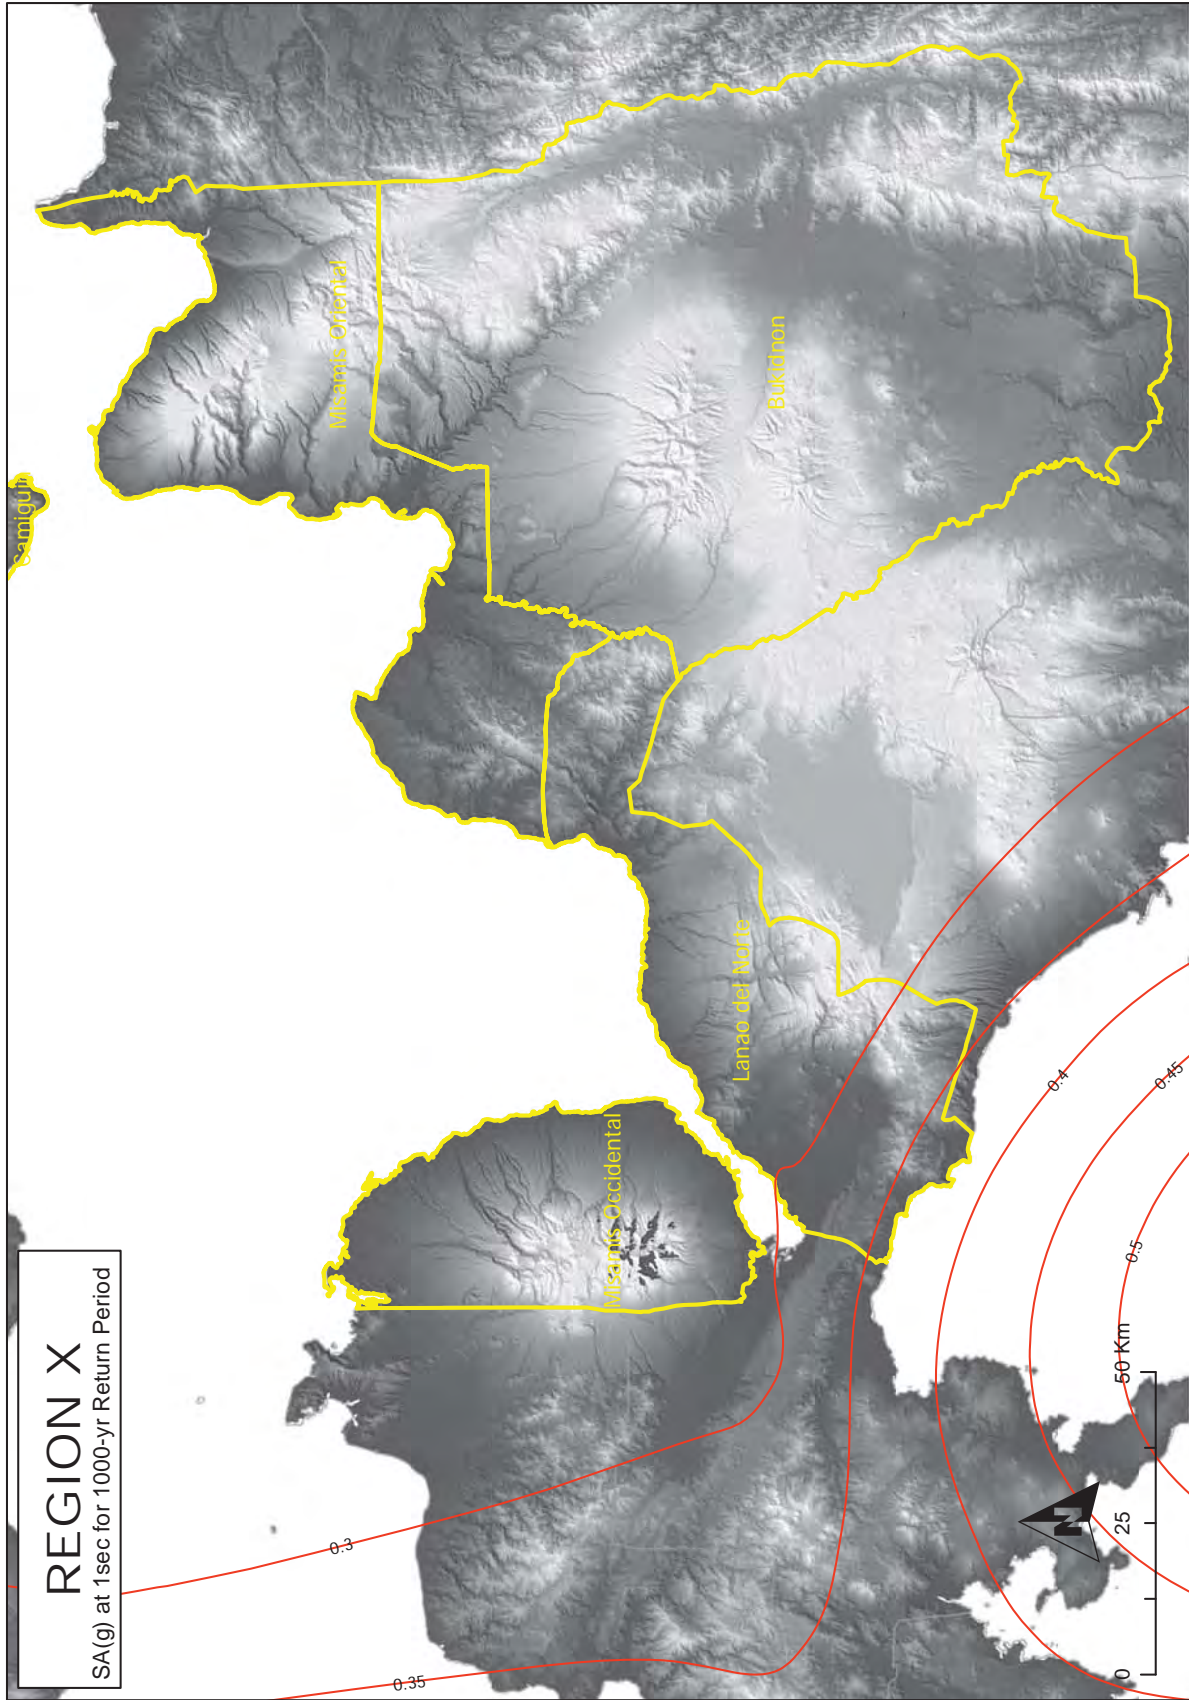 REGION X
SA(g) at 1sec for 1000-yr Return Period
Camiguin
Misamis Oriental
Bukidnon
Lanao del Norte
Misamis Occidental
0.3
0.35
0.4
0.45
0.5
N
0 25 50 Km